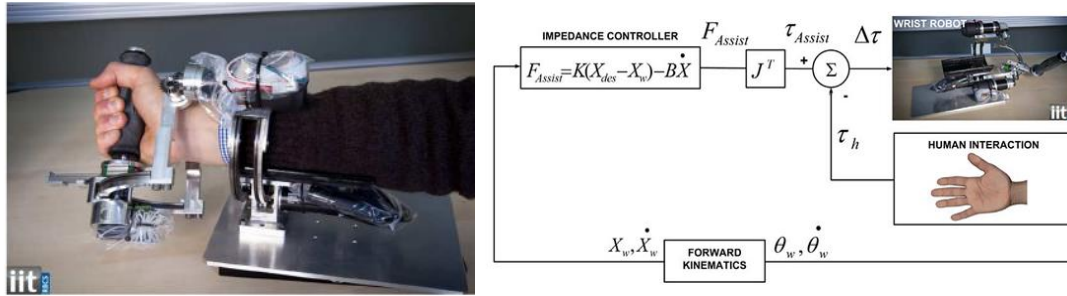 iit
RBCS
IMPEDANCE CONTROLLER
F_Assist=K(X_des−X_w)−BẊ
F_Assist
J^T
τ_Assist
+
Σ
-
Δτ
WRIST ROBOT
iit
τ_h
HUMAN INTERACTION
X_w,Ẋ_w
FORWARD
KINEMATICS
θ_w,θ̇_w